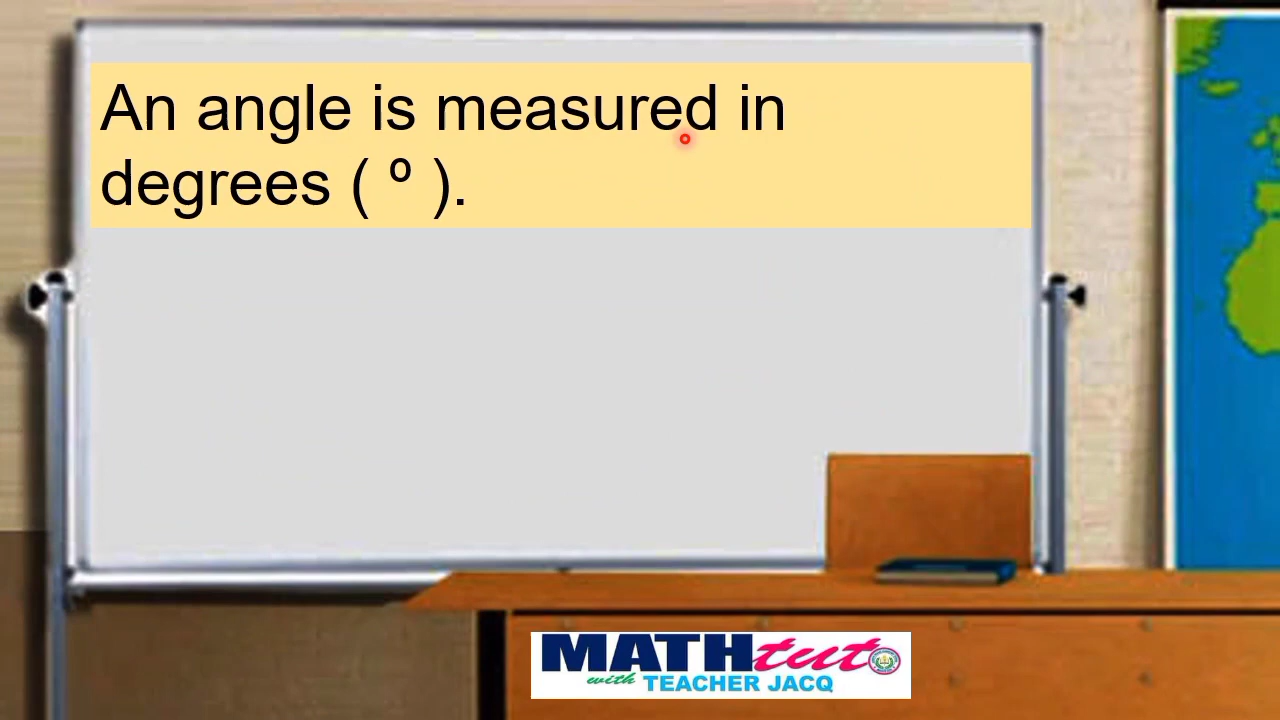 An angle is measured in
degrees ( º ).
MATHtuto
with TEACHER JACQ